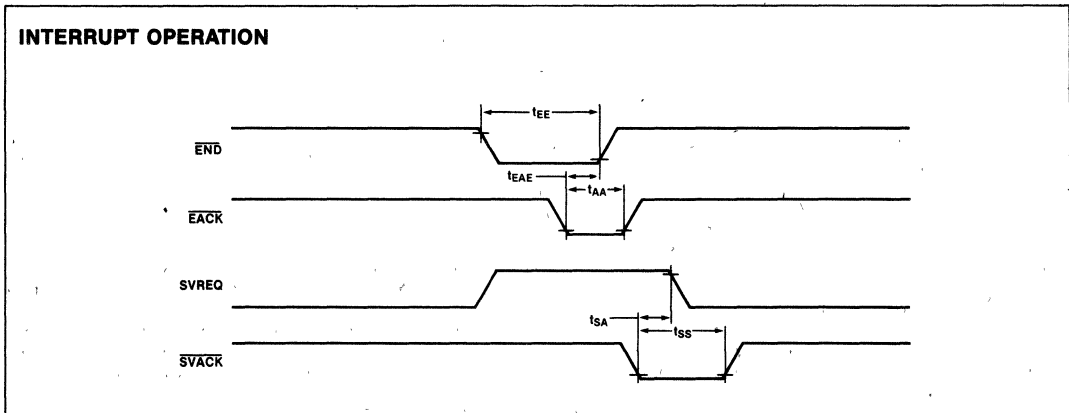 INTERRUPT OPERATION
tEE
END
tEAE
tAA
EACK
SVREQ
tSA
tSS
SVACK